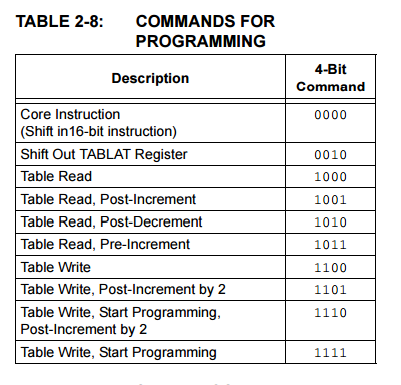 TABLE 2-8: COMMANDS FOR
PROGRAMMING
Description 4-Bit
Command
Core Instruction 0000
(Shift in16-bit instruction)
Shift Out TABLAT Register 0010
Table Read 1000
Table Read, Post-Increment 1001
Table Read, Post-Decrement 1010
Table Read, Pre-Increment 1011
Table Write 1100
Table Write, Post-Increment by 2 1101
Table Write, Start Programming, 1110
Post-Increment by 2
Table Write, Start Programming 1111